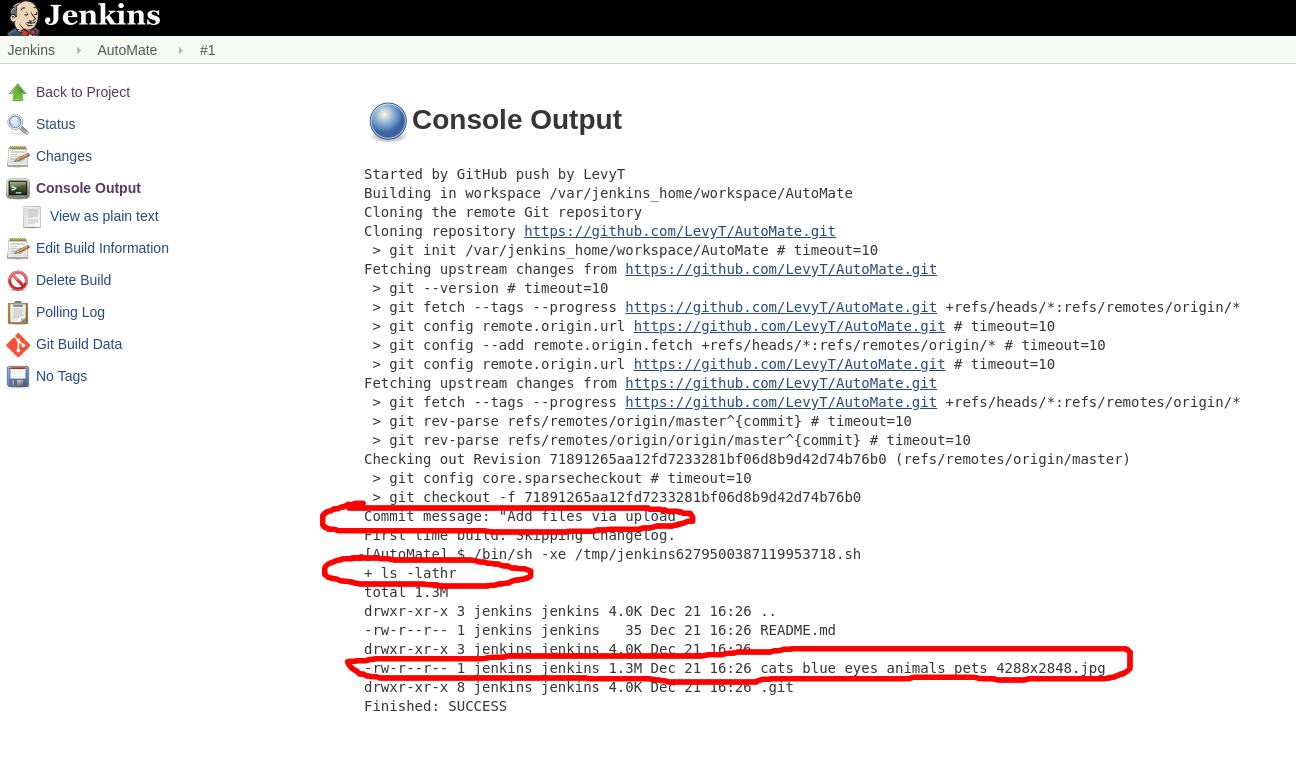 Jenkins
Jenkins AutoMate #1
Back to Project
Status
Changes
Console Output
View as plain text
Edit Build Information
Delete Build
Polling Log
Git Build Data
No Tags
Console Output
Started by GitHub push by LevyT
Building in workspace /var/jenkins_home/workspace/AutoMate
Cloning the remote Git repository
Cloning repository https://github.com/LevyT/AutoMate.git
> git init /var/jenkins_home/workspace/AutoMate # timeout=10
Fetching upstream changes from https://github.com/LevyT/AutoMate.git
> git --version # timeout=10
> git fetch --tags --progress https://github.com/LevyT/AutoMate.git +refs/heads/*:refs/remotes/origin/*
> git config remote.origin.url https://github.com/LevyT/AutoMate.git # timeout=10
> git config --add remote.origin.fetch +refs/heads/*:refs/remotes/origin/* # timeout=10
> git config remote.origin.url https://github.com/LevyT/AutoMate.git # timeout=10
Fetching upstream changes from https://github.com/LevyT/AutoMate.git
> git fetch --tags --progress https://github.com/LevyT/AutoMate.git +refs/heads/*:refs/remotes/origin/*
> git rev-parse refs/remotes/origin/master^{commit} # timeout=10
> git rev-parse refs/remotes/origin/origin/master^{commit} # timeout=10
Checking out Revision 71891265aa12fd7233281bf06d8b9d42d74b76b0 (refs/remotes/origin/master)
> git config core.sparsecheckout # timeout=10
> git checkout -f 71891265aa12fd7233281bf06d8b9d42d74b76b0
Commit message: "Add files via upload"
First time build. Skipping changelog.
[AutoMate] $ /bin/sh -xe /tmp/jenkins6279500387119953718.sh
+ ls -lathr
total 1.3M
drwxr-xr-x 3 jenkins jenkins 4.0K Dec 21 16:26 ..
-rw-r--r-- 1 jenkins jenkins 35 Dec 21 16:26 README.md
drwxr-xr-x 3 jenkins jenkins 4.0K Dec 21 16:26 .
-rw-r--r-- 1 jenkins jenkins 1.3M Dec 21 16:26 cats_blue_eyes_animals_pets_4288x2848.jpg
drwxr-xr-x 8 jenkins jenkins 4.0K Dec 21 16:26 .git
Finished: SUCCESS